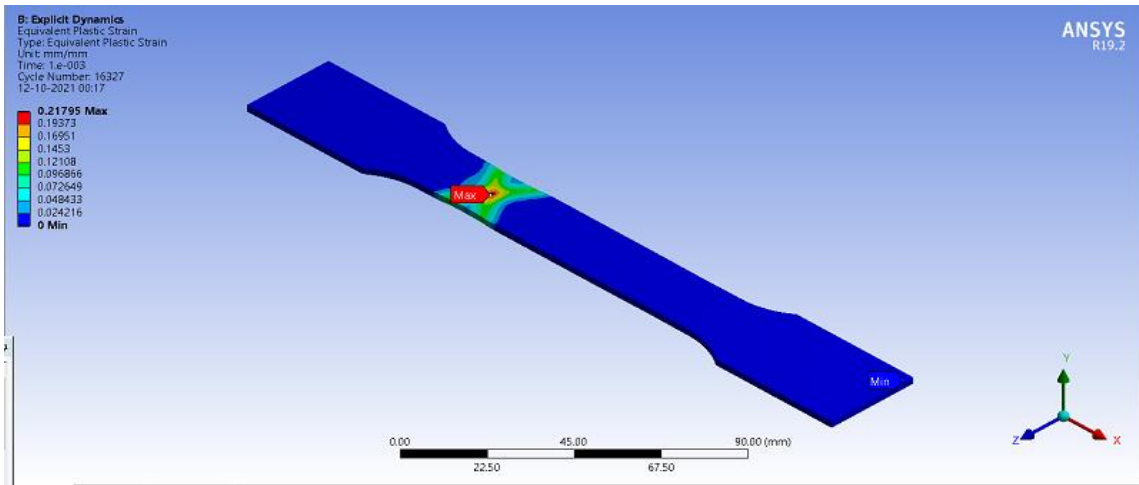 B: Explicit Dynamics
Equivalent Plastic Strain
Type: Equivalent Plastic Strain
Unit: mm/mm
Time: 1.e-003
Cycle Number: 16327
12-10-2021 00:17
0.21795 Max
0.19373
0.16951
0.1453
0.12108
0.096866
0.072649
0.048433
0.024216
0 Min
ANSYS
R19.2
Max
Min
0.00 45.00 90.00 (mm)
22.50 67.50
Y
Z X